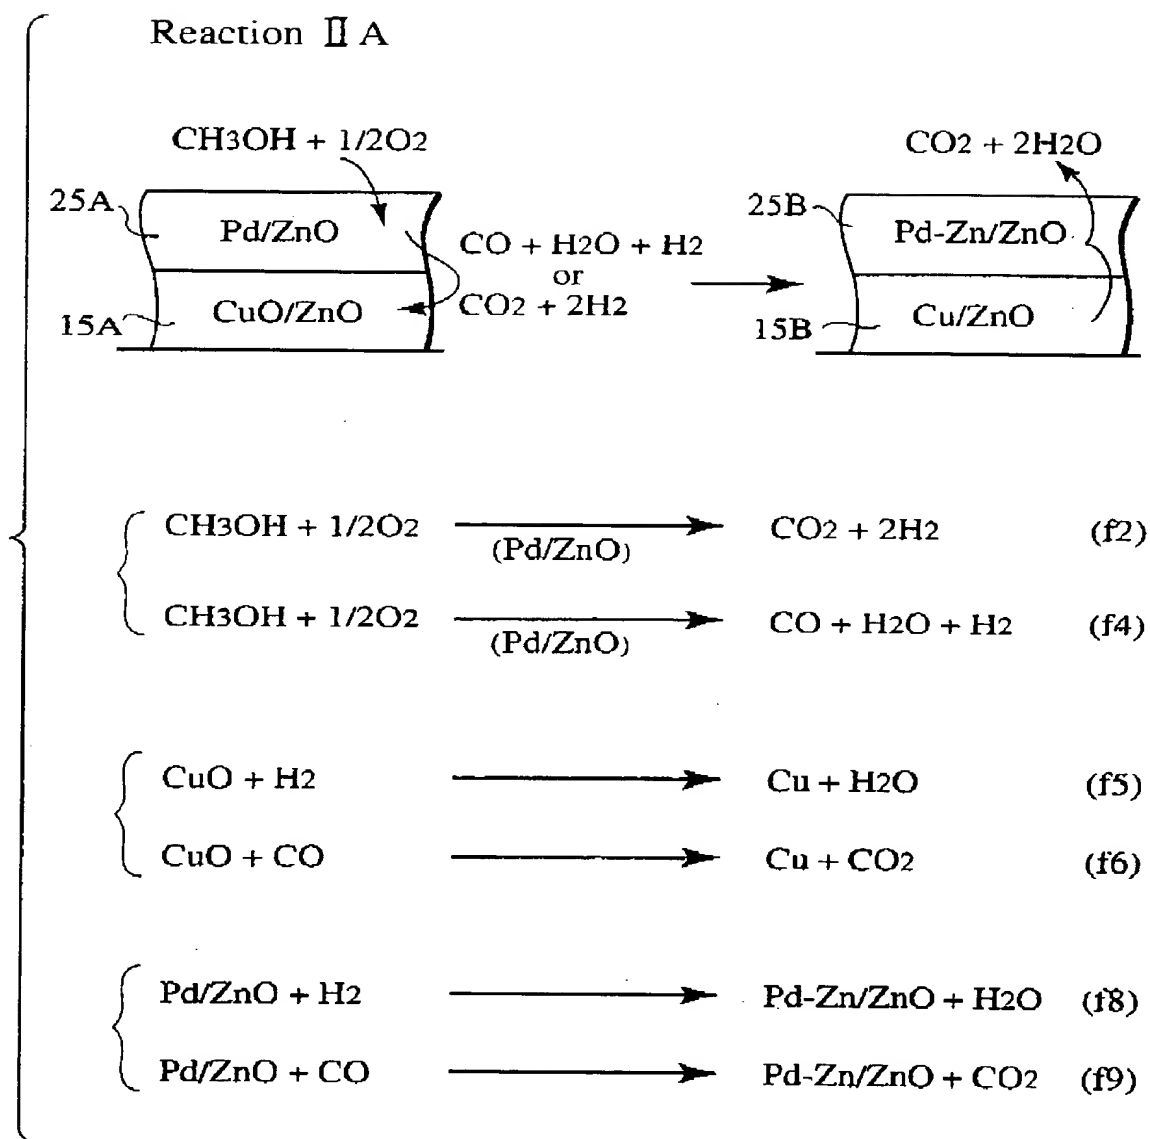 Reaction Ⅱ A
CH3OH + 1/2O2
CO2 + 2H2O
25A
Pd/ZnO
CO + H2O + H2
or
CO2 + 2H2
15A
CuO/ZnO
25B
Pd-Zn/ZnO
15B
Cu/ZnO
CH3OH + 1/2O2 (Pd/ZnO) CO2 + 2H2 (f2)
CH3OH + 1/2O2 (Pd/ZnO) CO + H2O + H2 (f4)
CuO + H2 Cu + H2O (f5)
CuO + CO Cu + CO2 (f6)
Pd/ZnO + H2 Pd-Zn/ZnO + H2O (f8)
Pd/ZnO + CO Pd-Zn/ZnO + CO2 (f9)